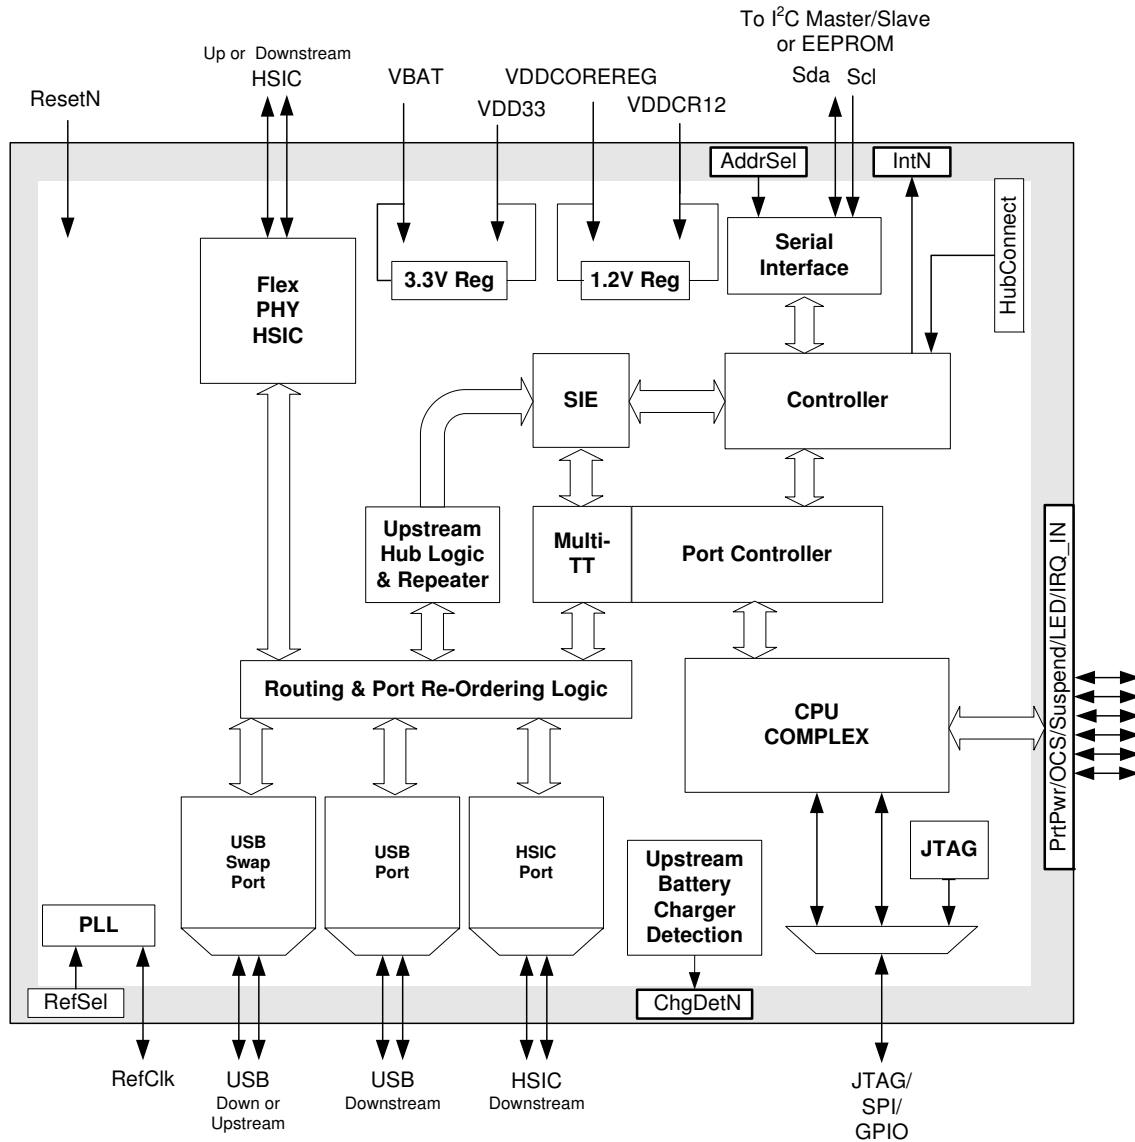 To I²C Master/Slave
or EEPROM
Up or Downstream
HSIC
VBAT
VDDCOREREG
Sda
Scl
ResetN
VDD33
VDDCR12
AddrSel
IntN
HubConnect
Flex
PHY
HSIC
3.3V Reg
1.2V Reg
Serial
Interface
SIE
Controller
Upstream
Hub Logic
& Repeater
Multi-
TT
Port Controller
PrtPwr/OCS/Suspend/LED/IRQ_IN
Routing & Port Re-Ordering Logic
CPU
COMPLEX
USB
Swap
Port
USB
Port
HSIC
Port
Upstream
Battery
Charger
Detection
JTAG
PLL
RefSel
ChgDetN
RefClk
USB
Down or
Upstream
USB
Downstream
HSIC
Downstream
JTAG/
SPI/
GPIO